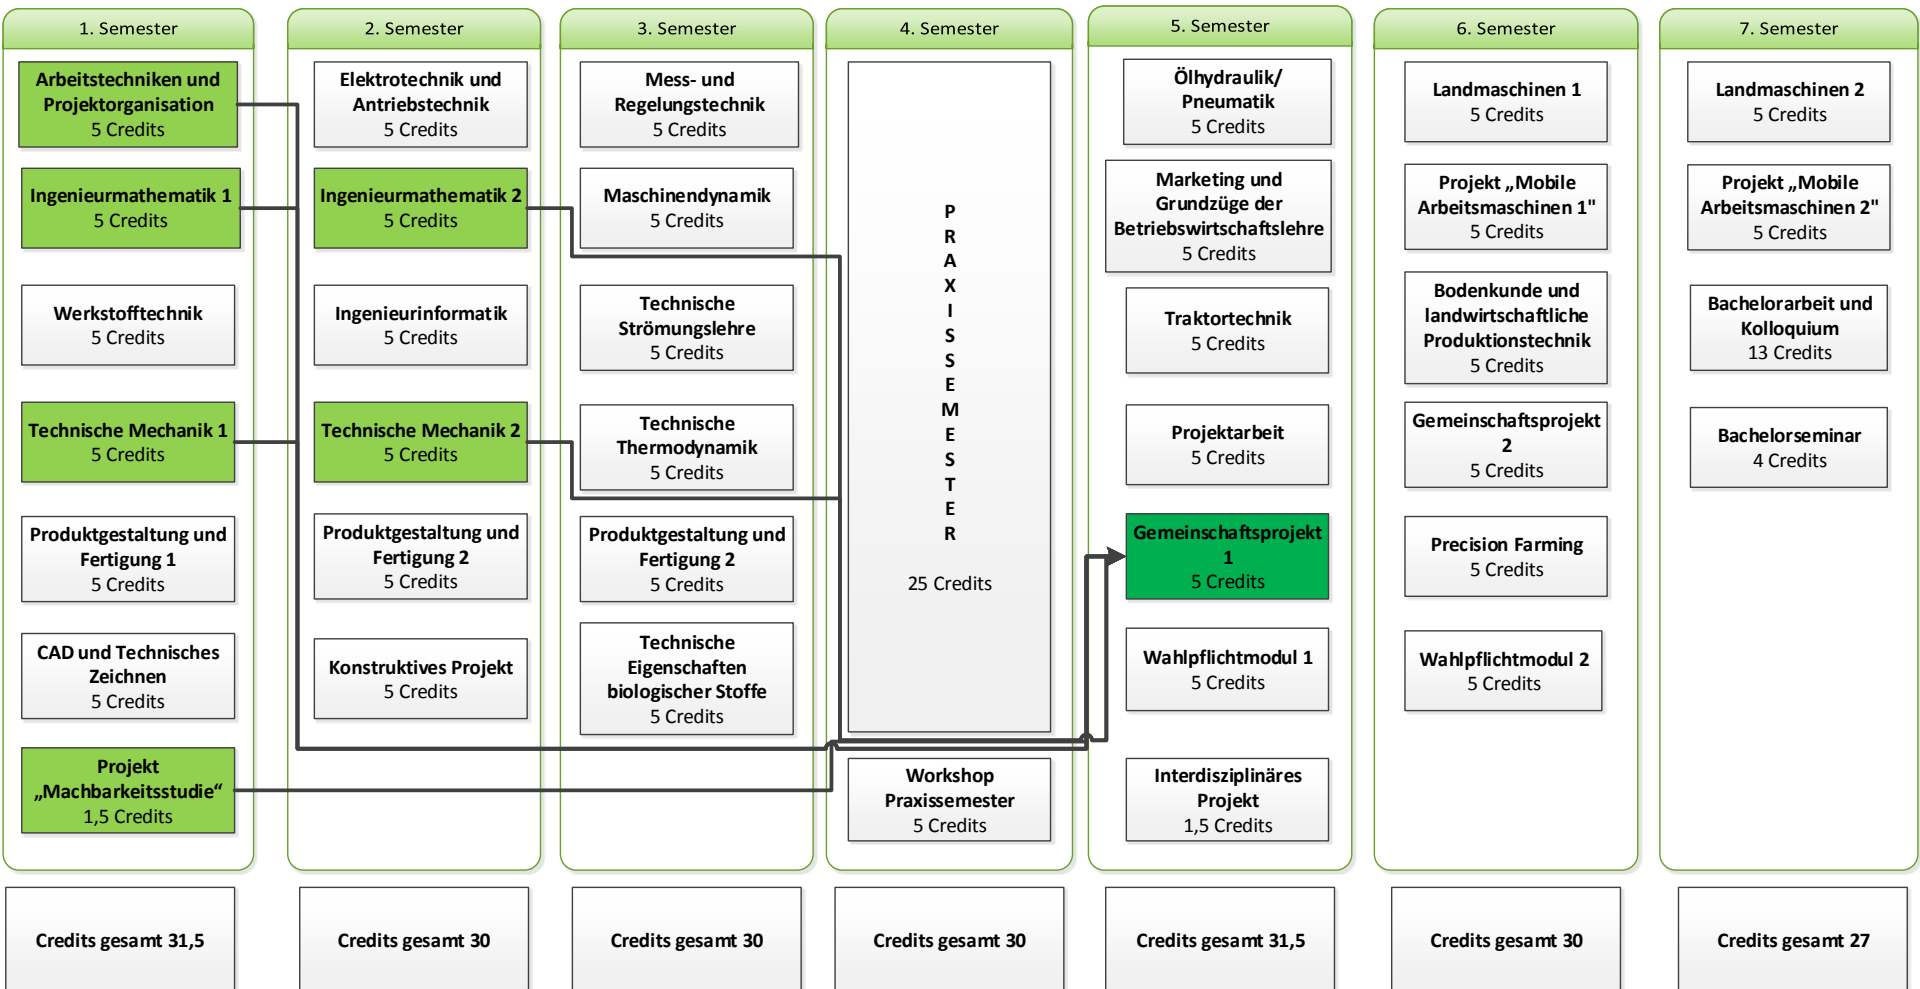 1. Semester
Arbeitstechniken und
Projektorganisation
5 Credits
Ingenieurmathematik 1
5 Credits
Werkstofftechnik
5 Credits
Technische Mechanik 1
5 Credits
Produktgestaltung und
Fertigung 1
5 Credits
CAD und Technisches
Zeichnen
5 Credits
Projekt
„Machbarkeitsstudie“
1,5 Credits
Credits gesamt 31,5
2. Semester
Elektrotechnik und
Antriebstechnik
5 Credits
Ingenieurmathematik 2
5 Credits
Ingenieurinformatik
5 Credits
Technische Mechanik 2
5 Credits
Produktgestaltung und
Fertigung 2
5 Credits
Konstruktives Projekt
5 Credits
Credits gesamt 30
3. Semester
Mess- und
Regelungstechnik
5 Credits
Maschinendynamik
5 Credits
Technische
Strömungslehre
5 Credits
Technische
Thermodynamik
5 Credits
Produktgestaltung und
Fertigung 2
5 Credits
Technische
Eigenschaften
biologischer Stoffe
5 Credits
Credits gesamt 30
4. Semester
P
R
A
X
I
S
S
E
M
E
S
T
E
R
25 Credits
Workshop
Praxissemester
5 Credits
Credits gesamt 30
5. Semester
Ölhydraulik/
Pneumatik
5 Credits
Marketing und
Grundzüge der
Betriebswirtschaftslehre
5 Credits
Traktortechnik
5 Credits
Projektarbeit
5 Credits
Gemeinschaftsprojekt
1
5 Credits
Wahlpflichtmodul 1
5 Credits
Interdisziplinäres
Projekt
1,5 Credits
Credits gesamt 31,5
6. Semester
Landmaschinen 1
5 Credits
Projekt „Mobile
Arbeitsmaschinen 1"
5 Credits
Bodenkunde und
landwirtschaftliche
Produktionstechnik
5 Credits
Gemeinschaftsprojekt
2
5 Credits
Precision Farming
5 Credits
Wahlpflichtmodul 2
5 Credits
Credits gesamt 30
7. Semester
Landmaschinen 2
5 Credits
Projekt „Mobile
Arbeitsmaschinen 2"
5 Credits
Bachelorarbeit und
Kolloquium
13 Credits
Bachelorseminar
4 Credits
Credits gesamt 27